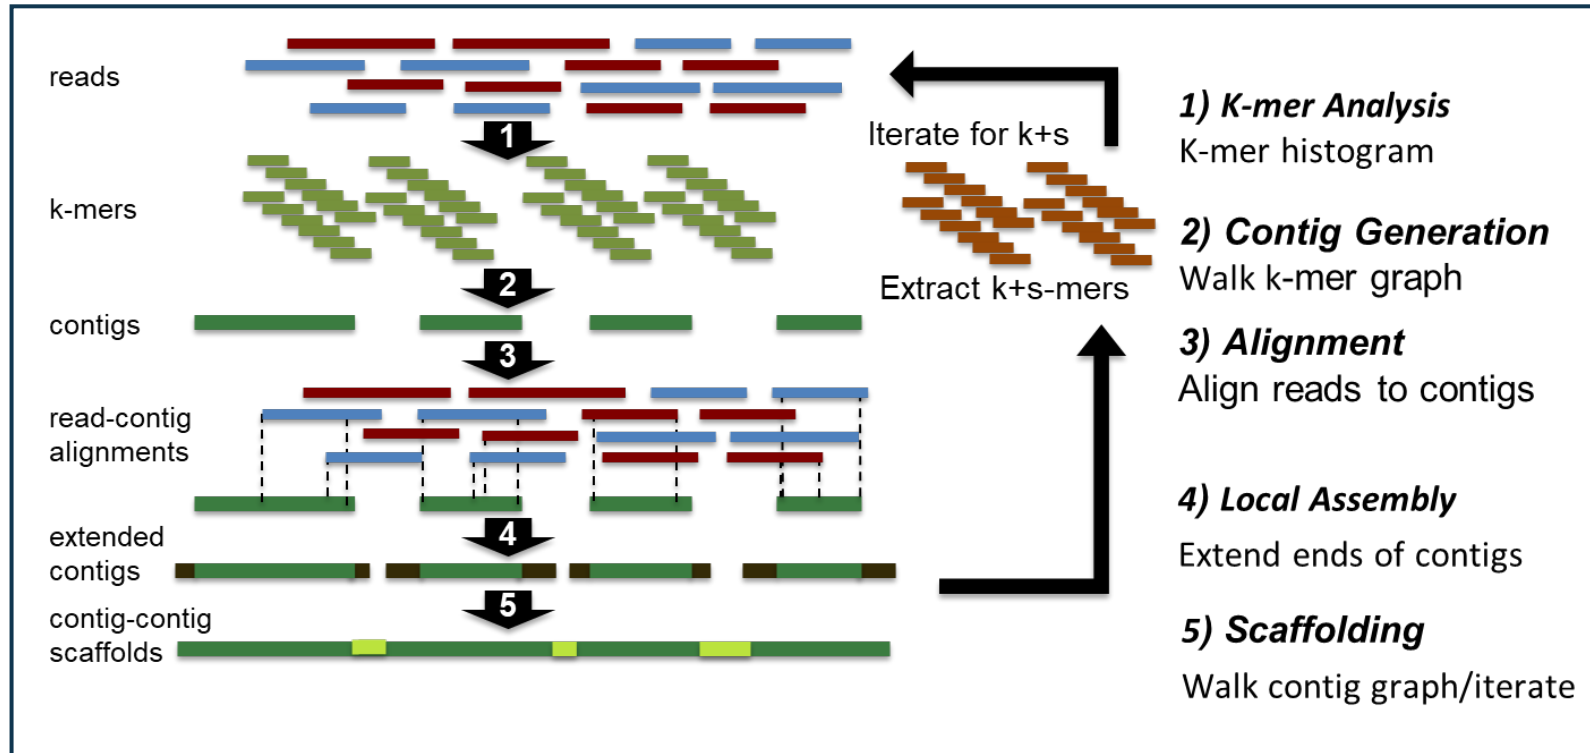 reads
1
k-mers
2
contigs
3
read-contig
alignments
4
extended
contigs
5
contig-contig
scaffolds
Iterate for k+s
Extract k+s-mers
1) K-mer Analysis
K-mer histogram
2) Contig Generation
Walk k-mer graph
3) Alignment
Align reads to contigs
4) Local Assembly
Extend ends of contigs
5) Scaffolding
Walk contig graph/iterate